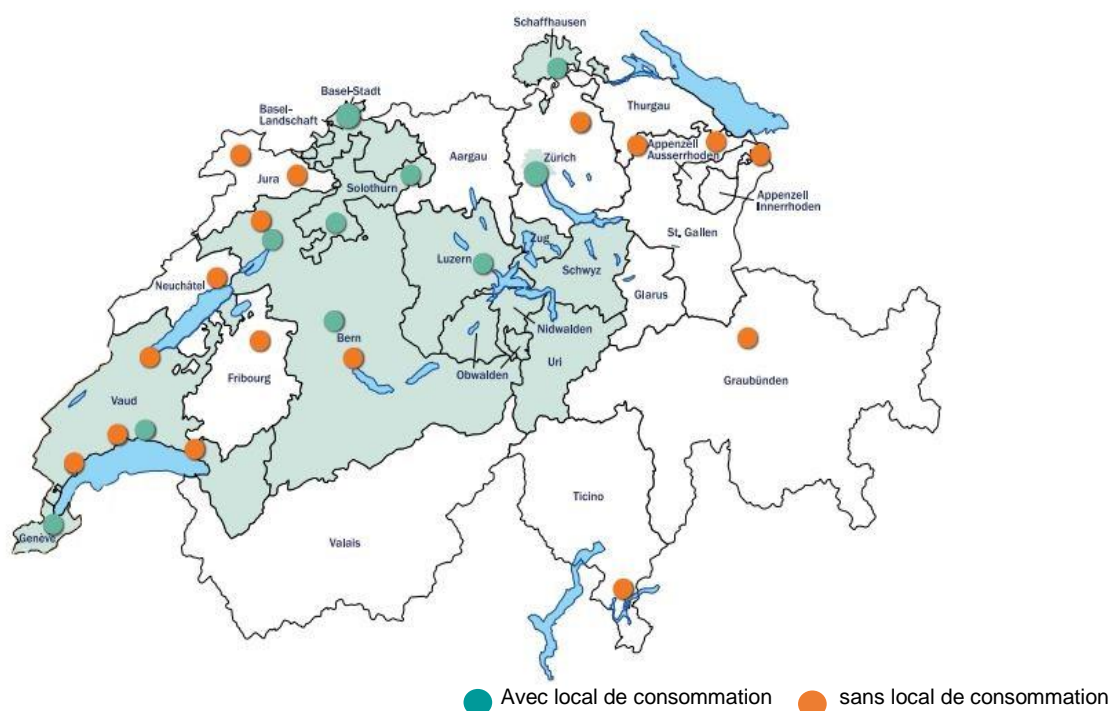 Schaffhausen
Basel-Stadt
Basel-
Landschaft
Thurgau
Aargau
Zürich
Appenzell
Ausserrhoden
Jura
Solothurn
Appenzell
Innerrhoden
St. Gallen
Zug
Luzern
Schwyz
Neuchâtel
Glarus
Nidwalden
Bern
Uri
Obwalden
Fribourg
Graubünden
Vaud
Ticino
Genève
Valais
Avec local de consommation
sans local de consommation